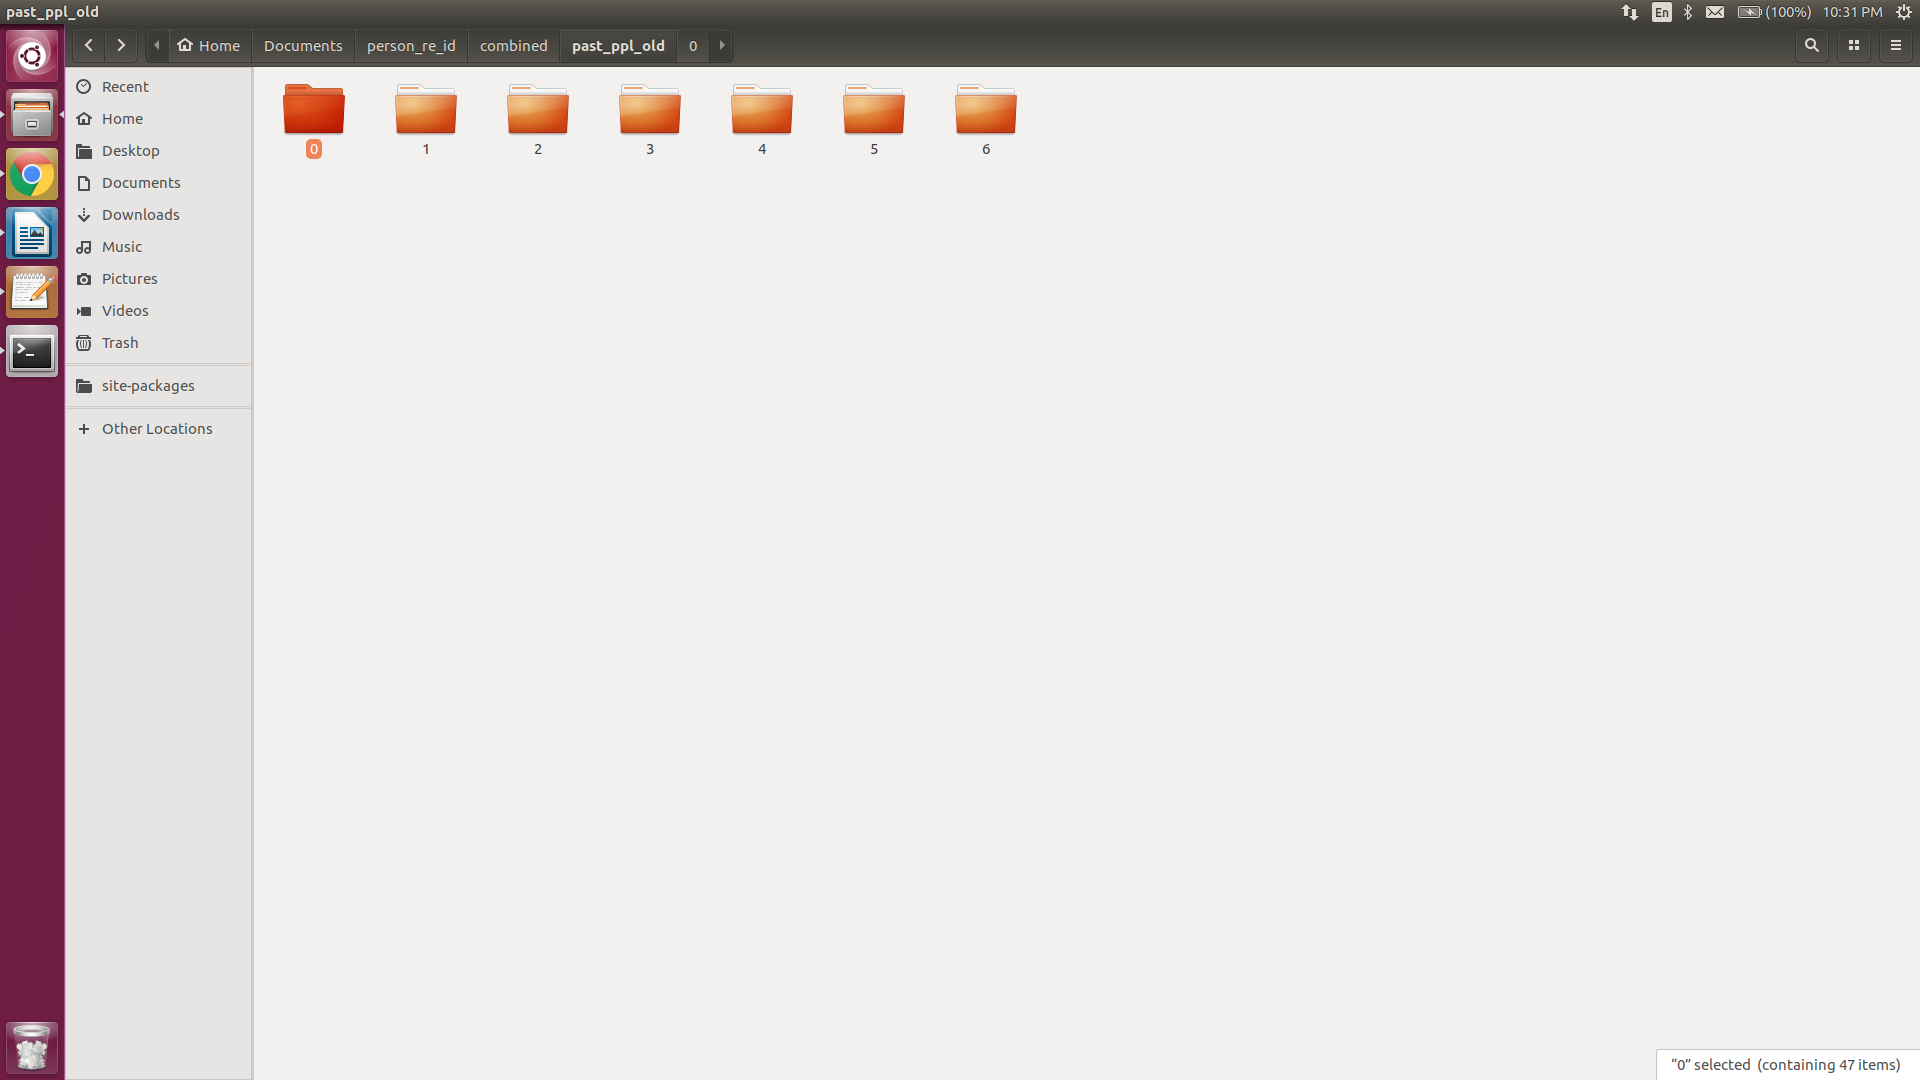 past_ppl_old
En
(100%)
10:31 PM
Home
Documents
person_re_id
combined
past_ppl_old
0
Recent
Home
Desktop
Documents
Downloads
Music
Pictures
Videos
Trash
site-packages
Other Locations
0
1
2
3
4
5
6
“0” selected (containing 47 items)